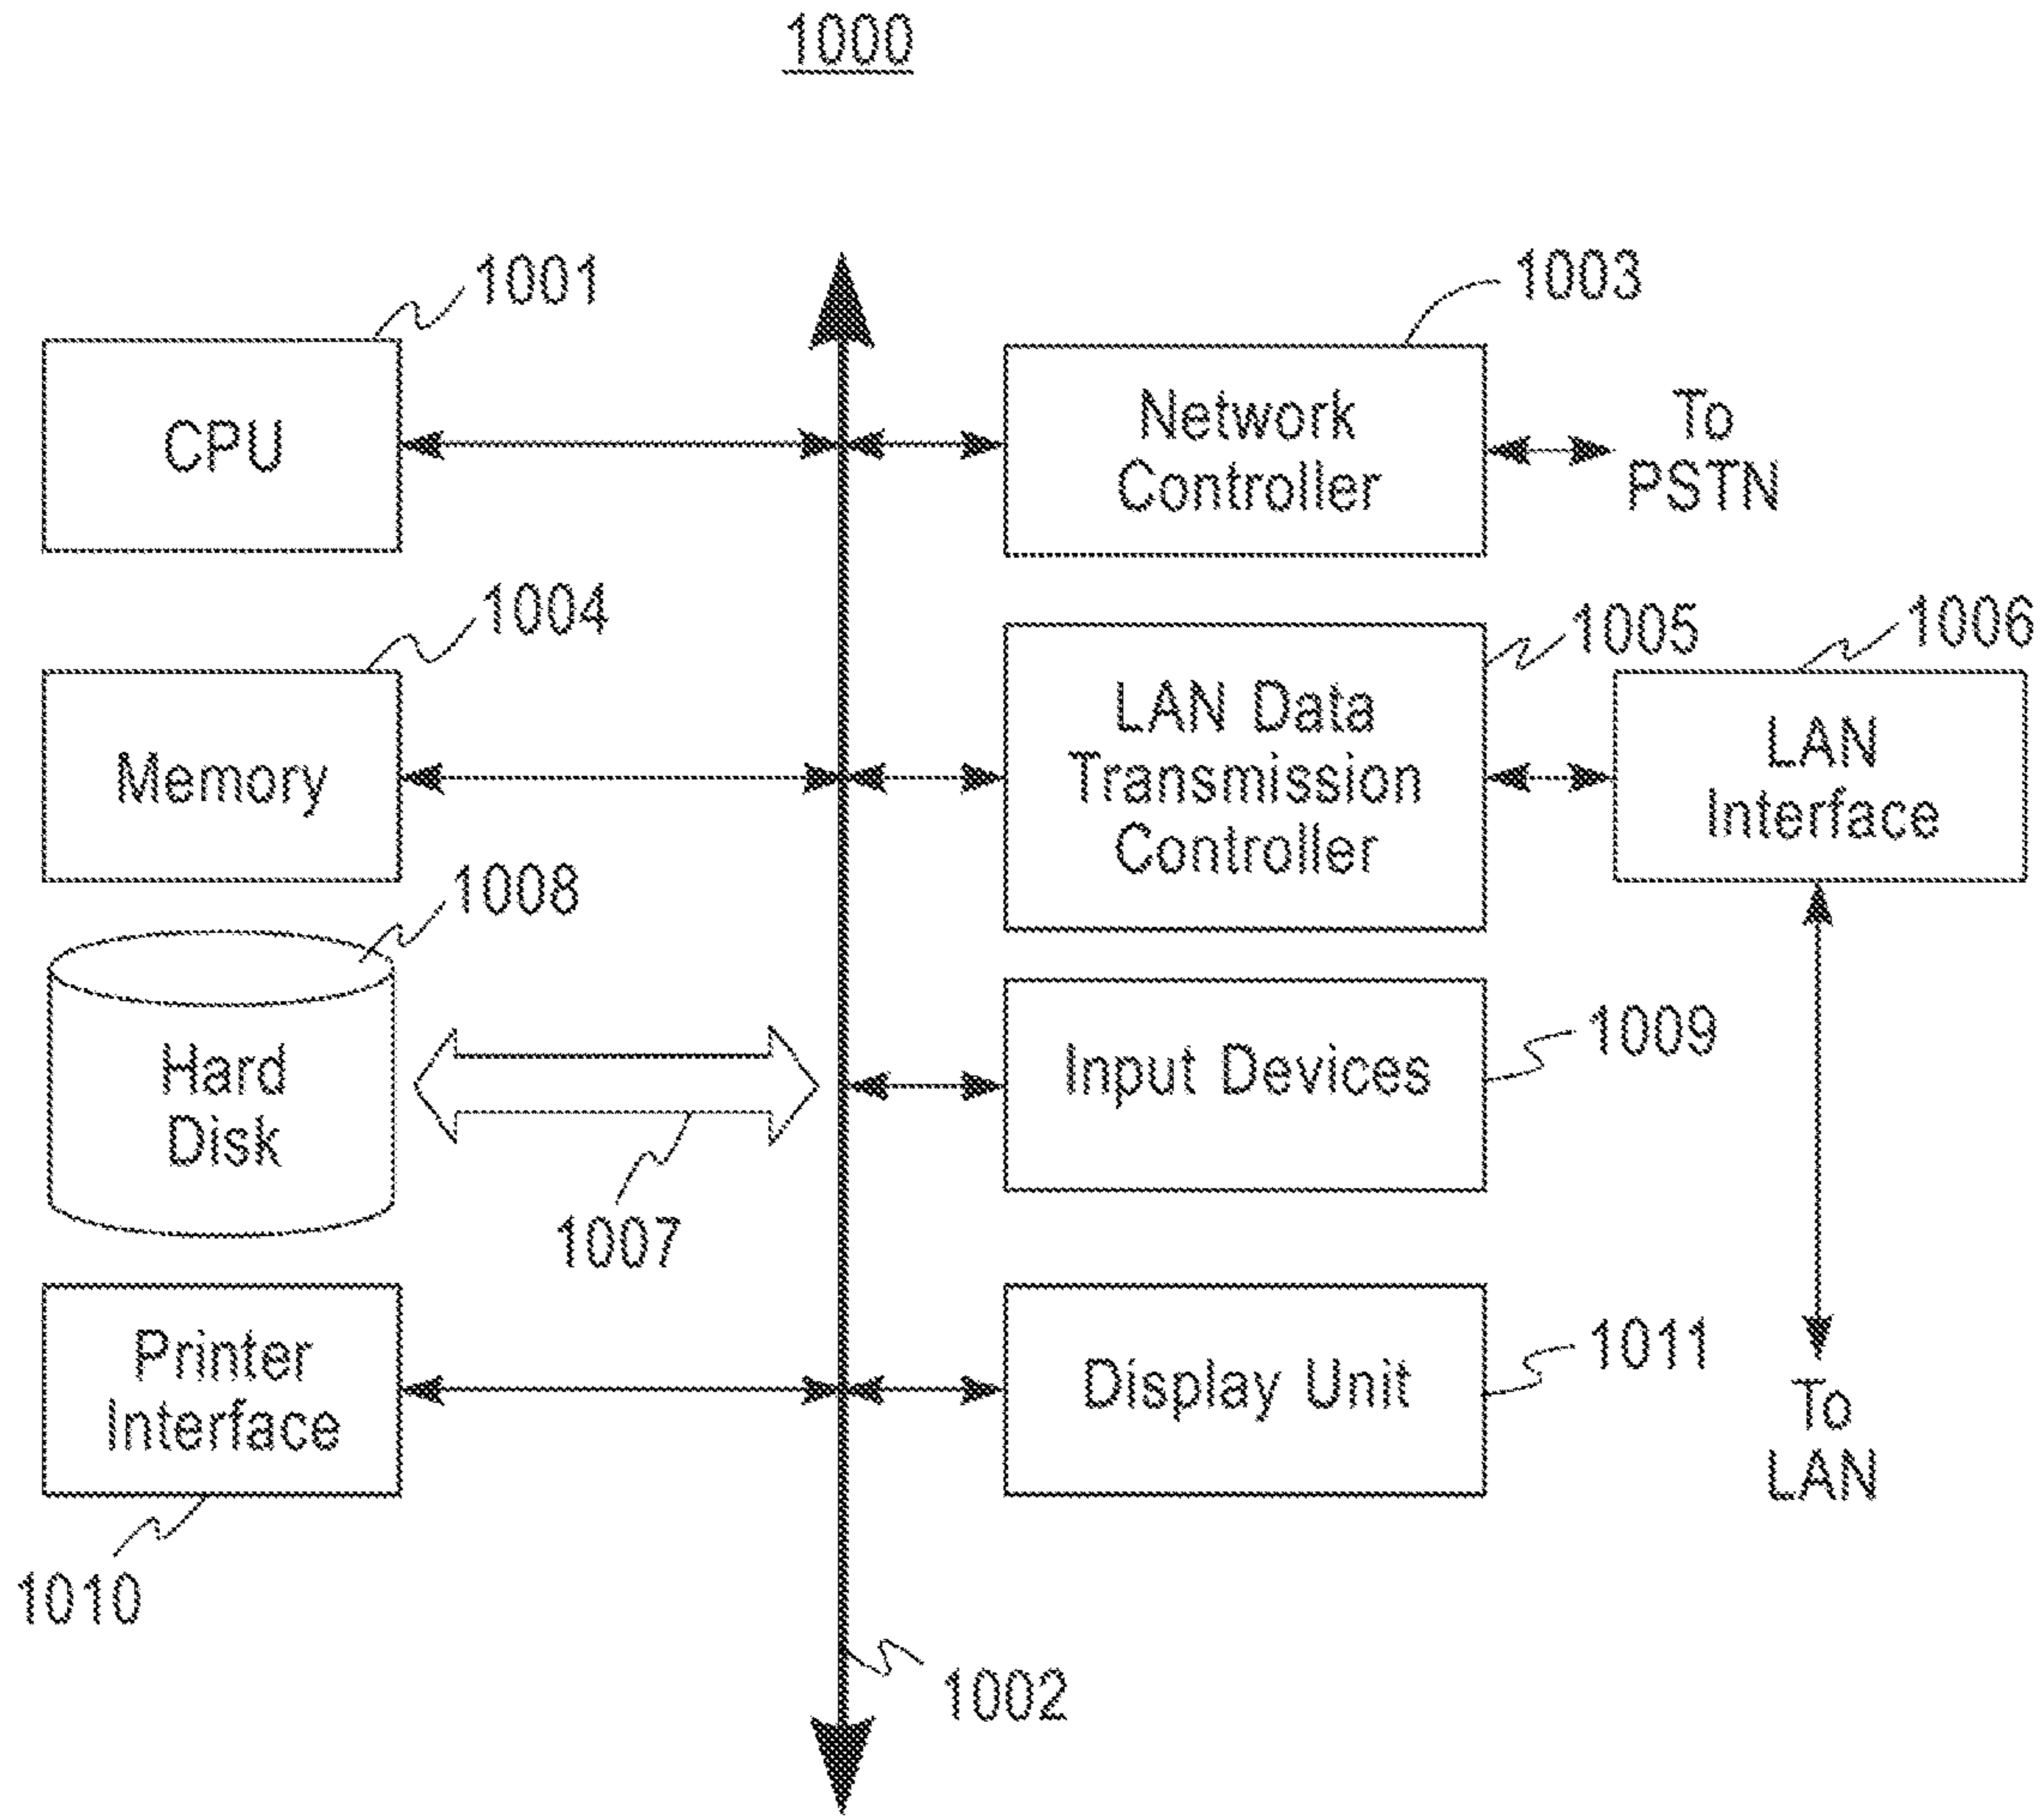 1000
1001
CPU
1003
Network
Controller
To
PSTN
1004
Memory
1005
LAN Data
Transmission
Controller
1006
LAN
Interface
1008
Hard
Disk
1007
1009
Input Devices
Printer
Interface
1010
1011
Display Unit
To
LAN
1002